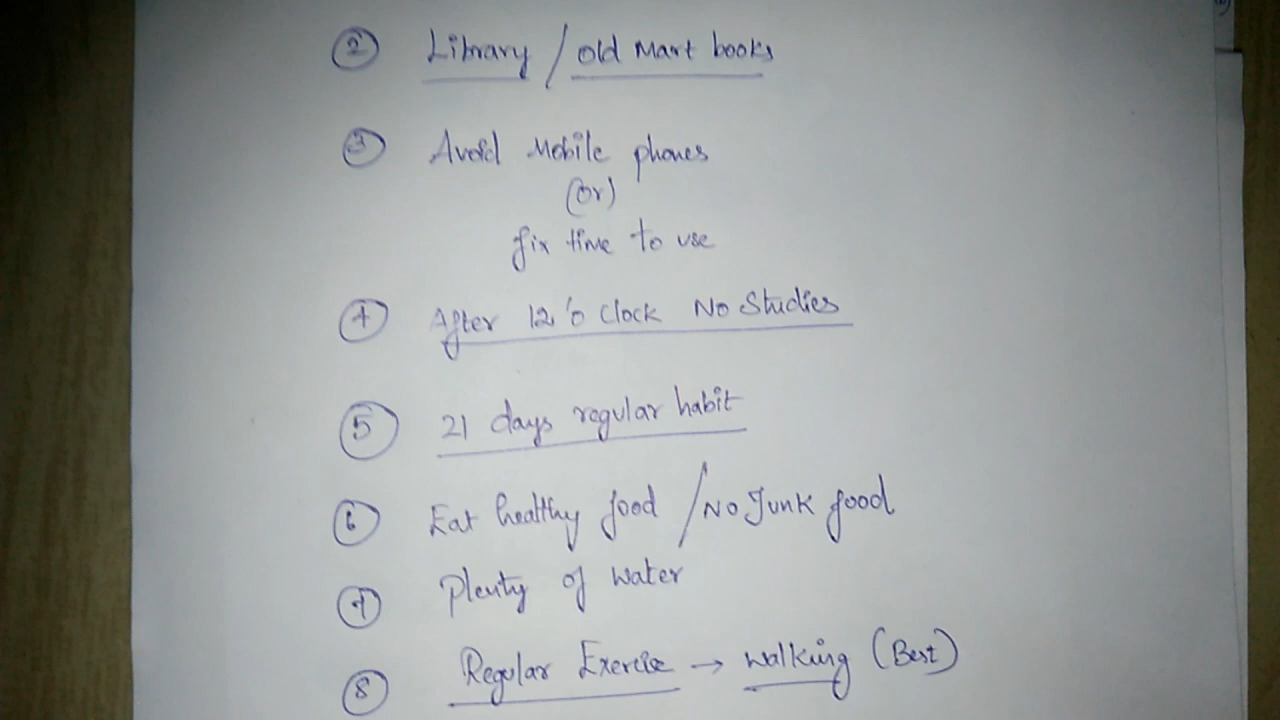 ② Library / old Mart books
③ Avoid Mobile phones
(or)
fix time to use
④ After 12 'o clock No Studies
⑤ 21 days regular habit
⑥ Eat healthy food / No Junk food
⑦ Plenty of water
⑧ Regular Exercise → walking (Best)